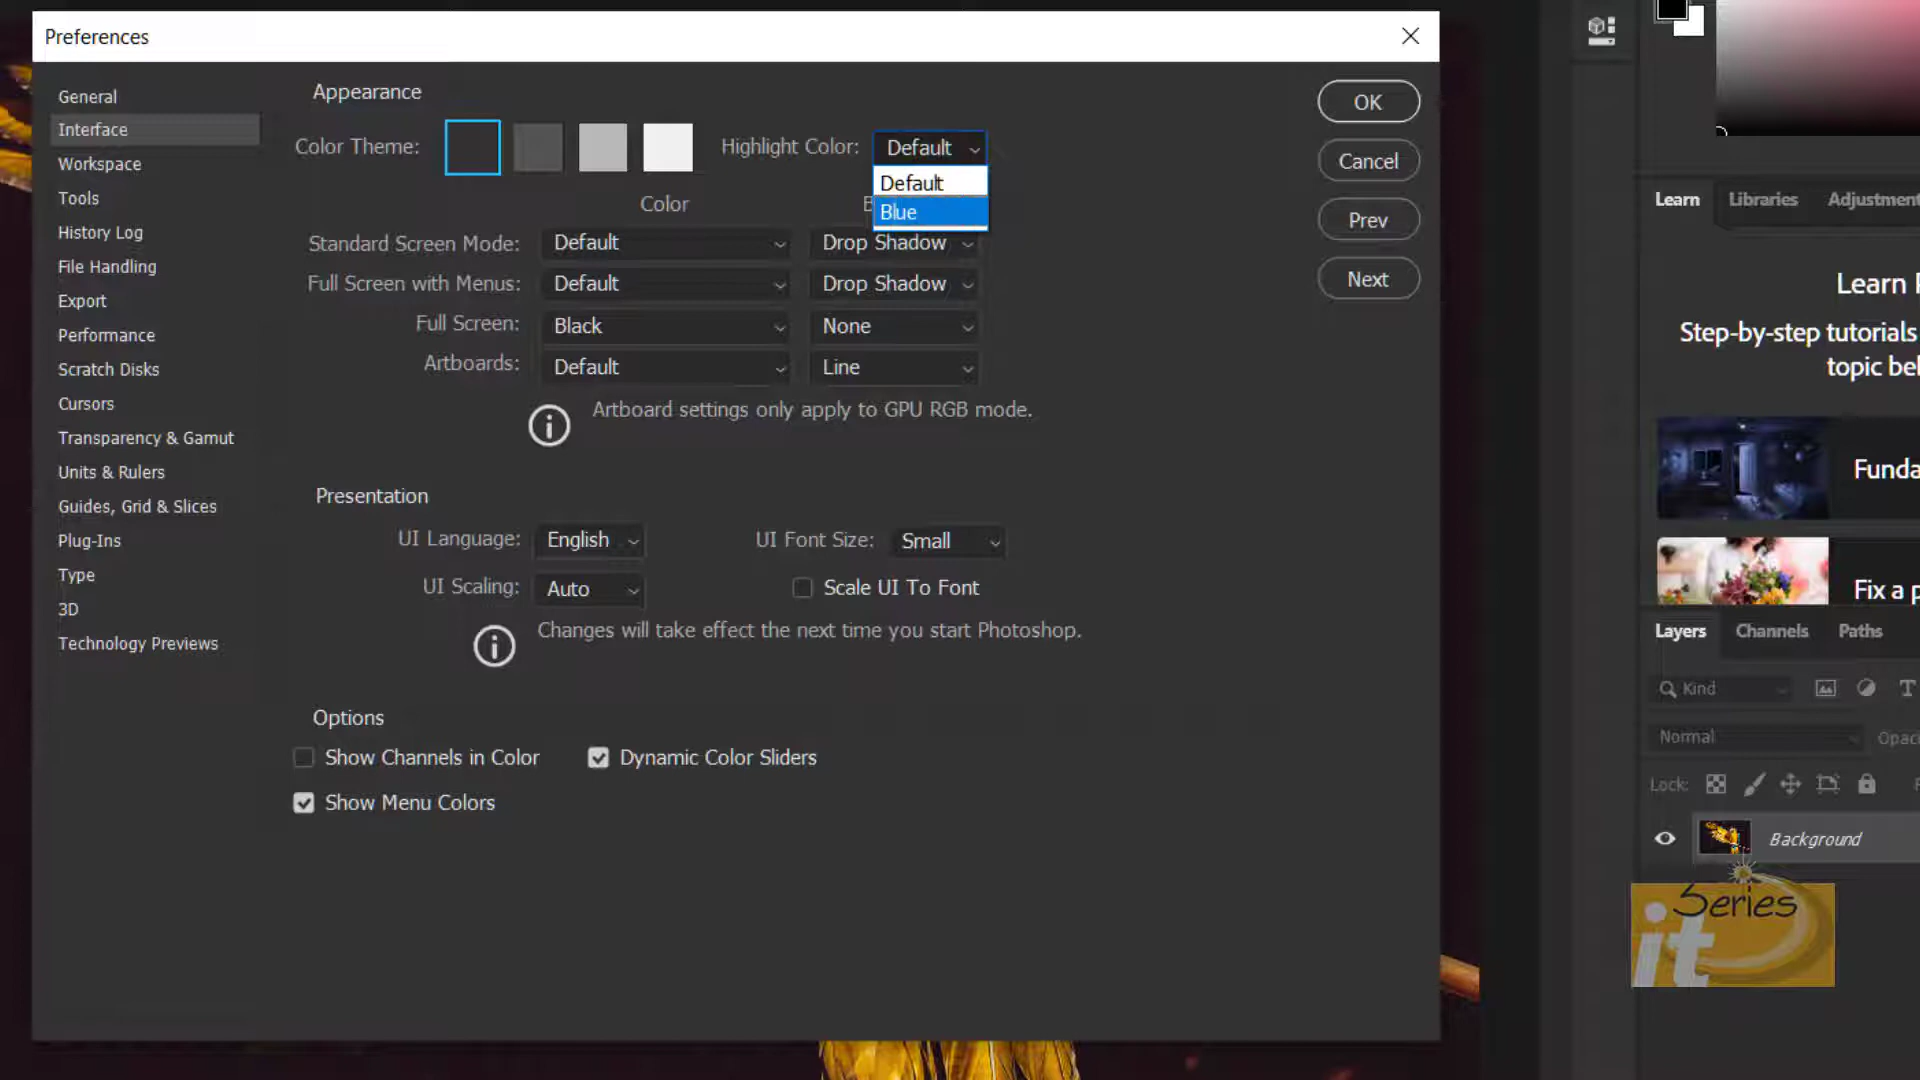 Preferences
General
Interface
Workspace
Tools
History Log
File Handling
Export
Performance
Scratch Disks
Cursors
Transparency & Gamut
Units & Rulers
Guides, Grid & Slices
Plug-Ins
Type
3D
Technology Previews
Appearance
Color Theme:
Highlight Color: Default
Default
Blue
Color
Standard Screen Mode: Default Drop Shadow
Full Screen with Menus: Default Drop Shadow
Full Screen: Black None
Artboards: Default Line
Artboard settings only apply to GPU RGB mode.
Presentation
UI Language: English UI Font Size: Small
UI Scaling: Auto Scale UI To Font
Changes will take effect the next time you start Photoshop.
Options
Show Channels in Color Dynamic Color Sliders
Show Menu Colors
OK
Cancel
Prev
Next
Learn Libraries Adjustment
Learn
Step-by-step tutorials
topic
Funda
Fix a
Layers Channels Paths
Kind
Normal Opac
Lock:
Background
Series
it